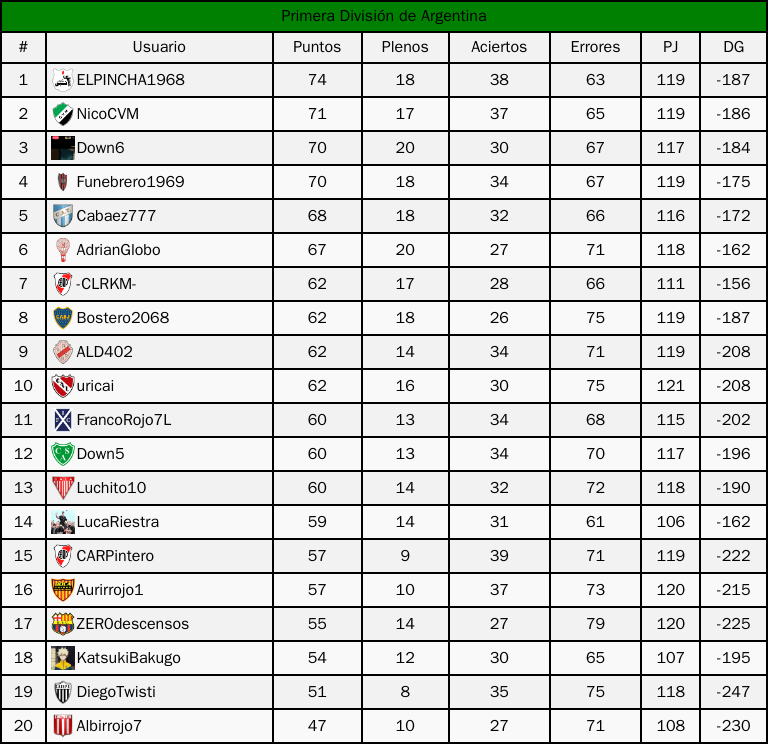 Primera División de Argentina
# Usuario Puntos Plenos Aciertos Errores PJ DG
1 ELPINCHA1968 74 18 38 63 119 -187
2 NicoCVM 71 17 37 65 119 -186
3 Down6 70 20 30 67 117 -184
4 Funebrero1969 70 18 34 67 119 -175
5 Cabaez777 68 18 32 66 116 -172
6 AdrianGlobo 67 20 27 71 118 -162
7 -CLRKM- 62 17 28 66 111 -156
8 Bostero2068 62 18 26 75 119 -187
9 ALD402 62 14 34 71 119 -208
10 uricai 62 16 30 75 121 -208
11 FrancoRojo7L 60 13 34 68 115 -202
12 Down5 60 13 34 70 117 -196
13 Luchito10 60 14 32 72 118 -190
14 LucaRiestra 59 14 31 61 106 -162
15 CARPintero 57 9 39 71 119 -222
16 Aurirrojo1 57 10 37 73 120 -215
17 ZER0descensos 55 14 27 79 120 -225
18 KatsukiBakugo 54 12 30 65 107 -195
19 DiegoTwisti 51 8 35 75 118 -247
20 Albirrojo7 47 10 27 71 108 -230